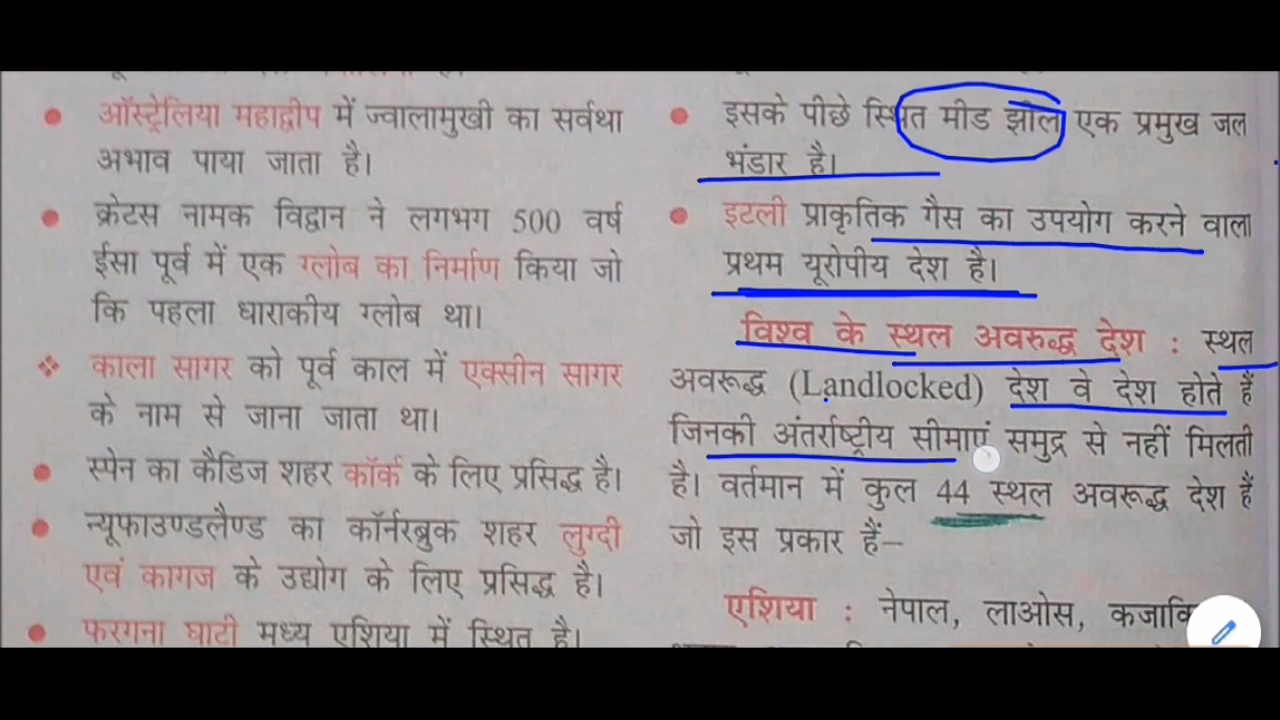 ऑस्ट्रेलिया महाद्वीप में ज्वालामुखी का सर्वथा
अभाव पाया जाता है।
क्रेटस नामक विद्वान ने लगभग 500 वर्ष
ईसा पूर्व में एक ग्लोब का निर्माण किया जो
कि पहला धाराकीय ग्लोब था।
काला सागर को पूर्व काल में एक्सीन सागर
के नाम से जाना जाता था।
स्पेन का कैडिज शहर कॉर्क के लिए प्रसिद्ध है।
न्यूफाउण्डलैण्ड का कॉर्नरब्रुक शहर लुग्दी
एवं कागज के उद्योग के लिए प्रसिद्ध है।
फरगना घाटी मध्य एशिया में स्थित है।
इसके पीछे स्थित मीड झील एक प्रमुख जल
भंडार है।
इटली प्राकृतिक गैस का उपयोग करने वाला
प्रथम यूरोपीय देश है।
विश्व के स्थल अवरुद्ध देश : स्थल
अवरूद्ध (Landlocked) देश वे देश होते हैं
जिनकी अंतर्राष्ट्रीय सीमाएं समुद्र से नहीं मिलती
है। वर्तमान में कुल 44 स्थल अवरूद्ध देश हैं
जो इस प्रकार हैं–
एशिया : नेपाल, लाओस,